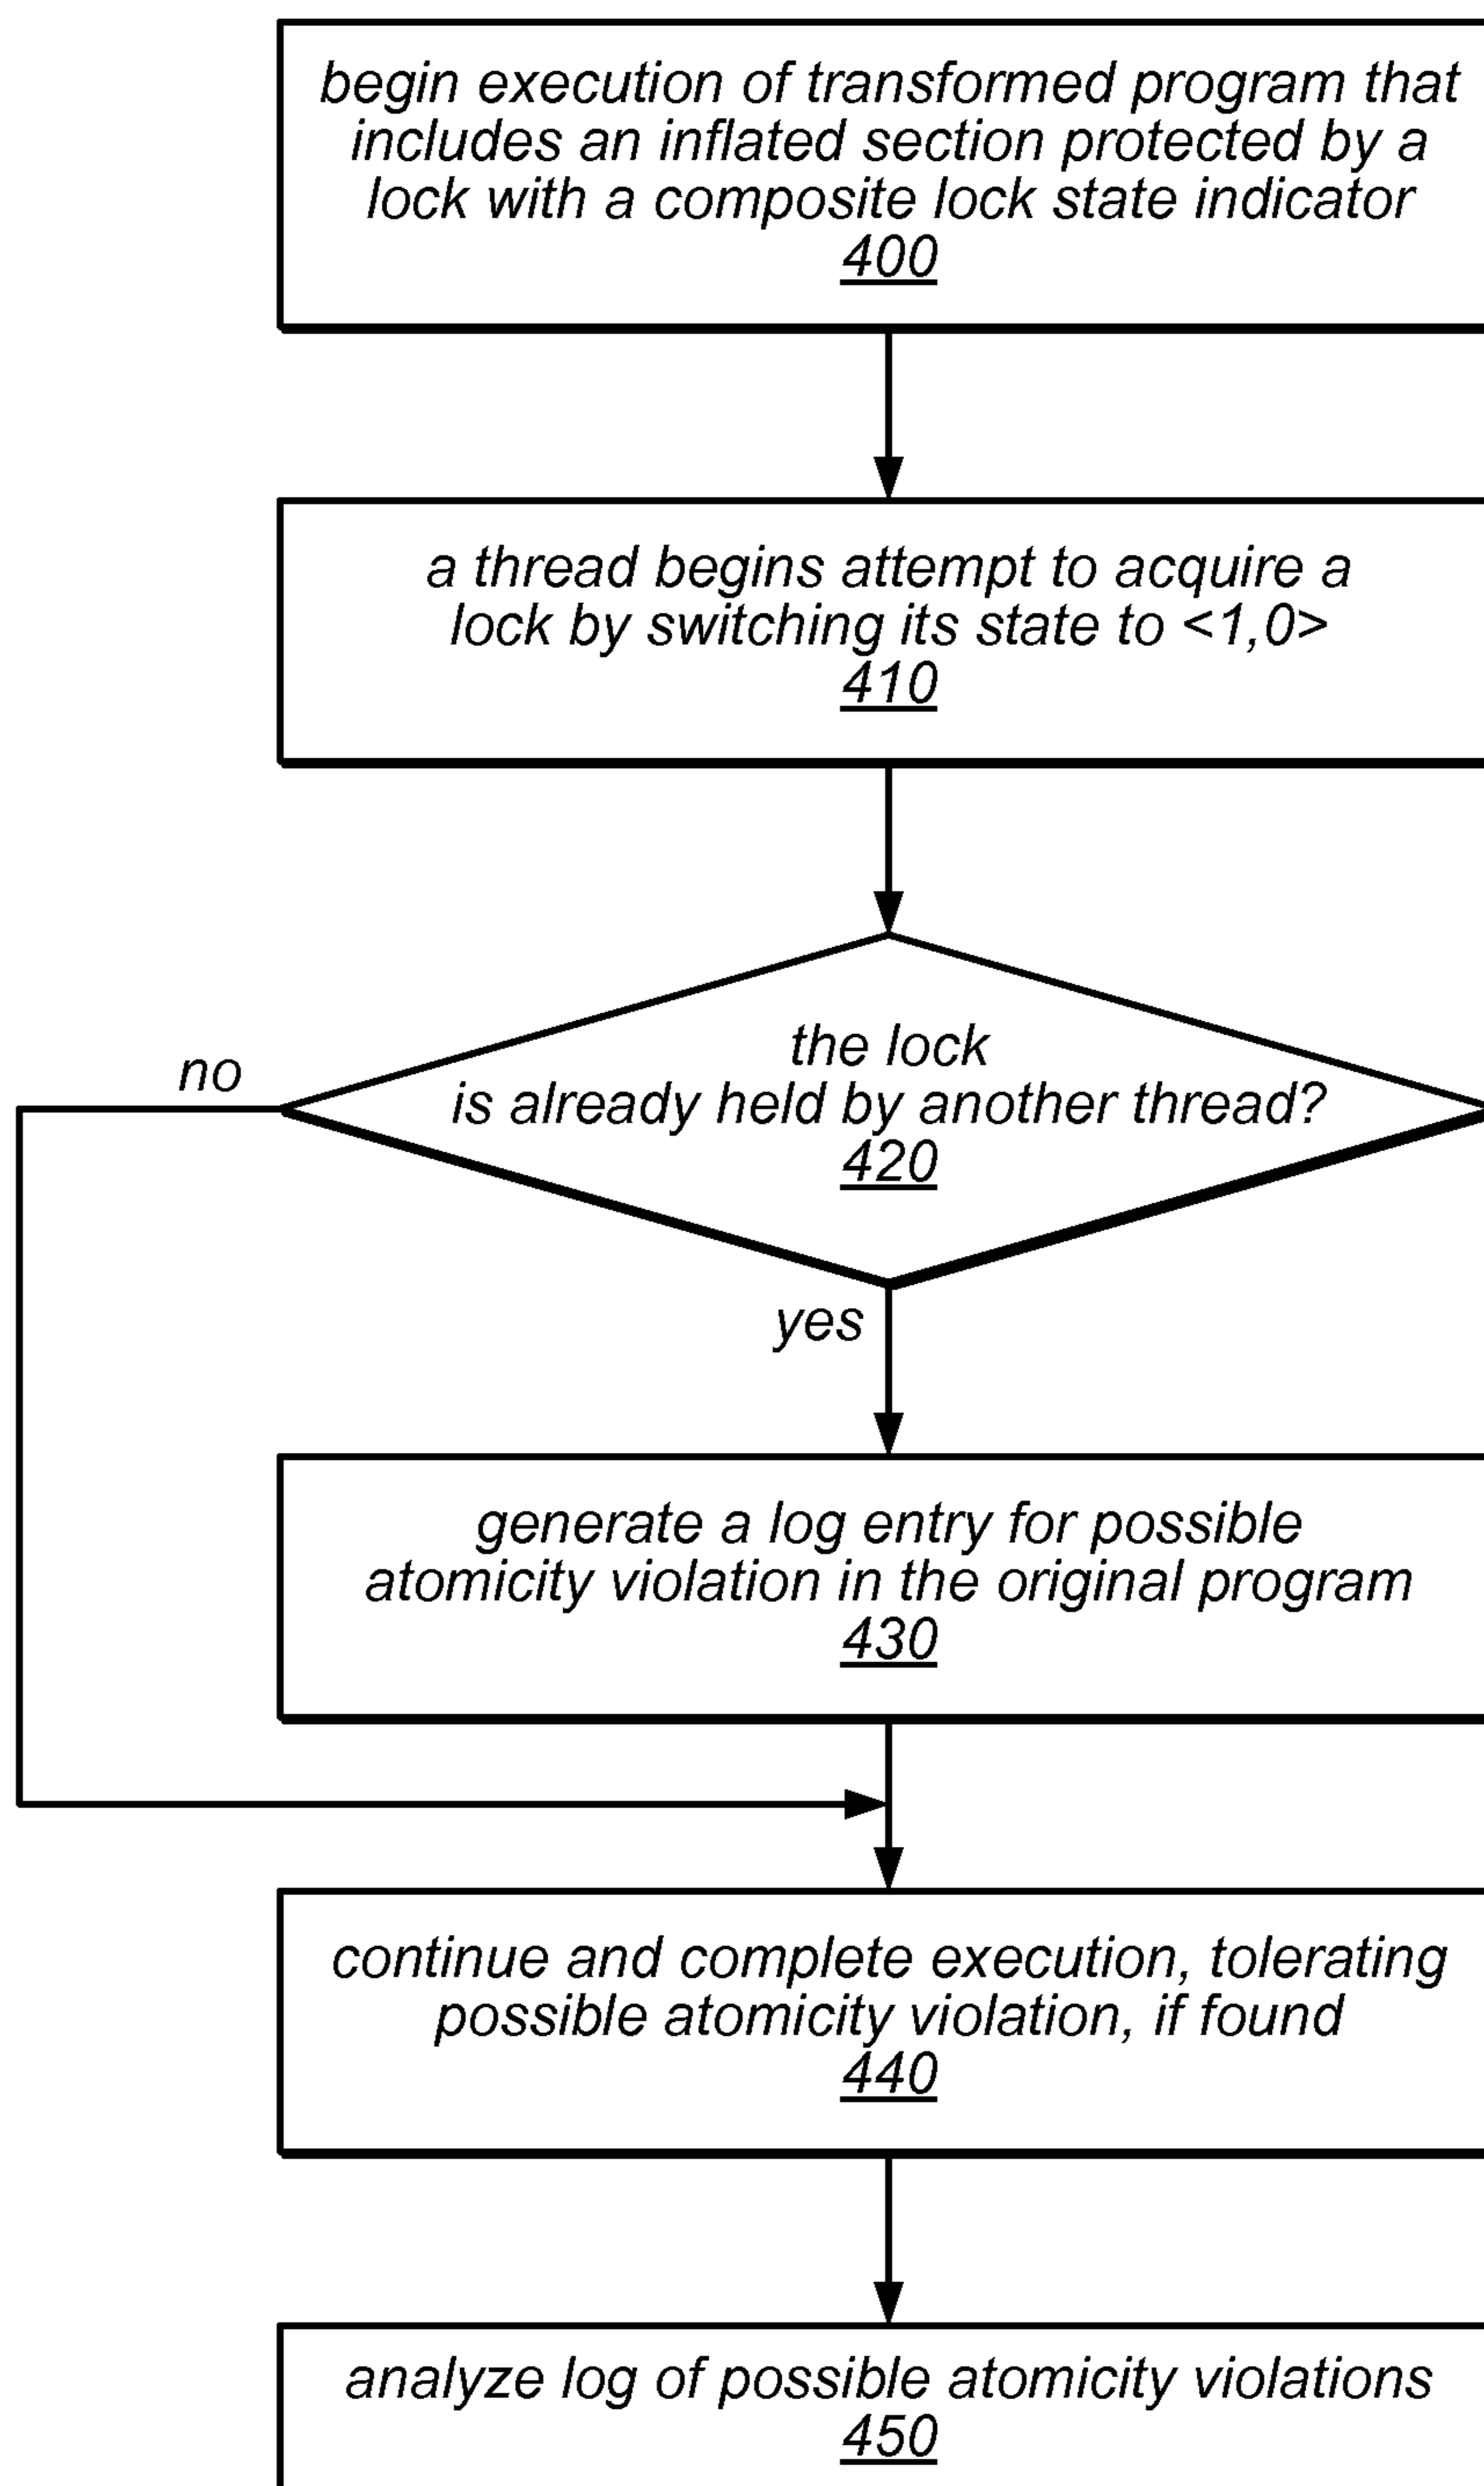 begin execution of transformed program that
includes an inflated section protected by a
lock with a composite lock state indicator
400
a thread begins attempt to acquire a
lock by switching its state to <1,0>
410
the lock
no
is already held by another thread?
420
yes
generate a log entry for possible
atomicity violation in the original program
430
continue and complete execution, tolerating
possible atomicity violation, if found
440
analyze log of possible atomicity violations
450